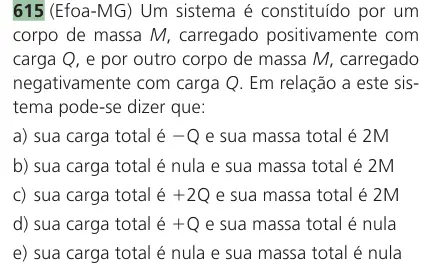 615 (Efoa-MG) Um sistema é constituído por um
corpo de massa M, carregado positivamente com
carga Q, e por outro corpo de massa M, carregado
negativamente com carga Q. Em relação a este sis-
tema pode-se dizer que:
a) sua carga total é −Q e sua massa total é 2M
b) sua carga total é nula e sua massa total é 2M
c) sua carga total é +2Q e sua massa total é 2M
d) sua carga total é +Q e sua massa total é nula
e) sua carga total é nula e sua massa total é nula